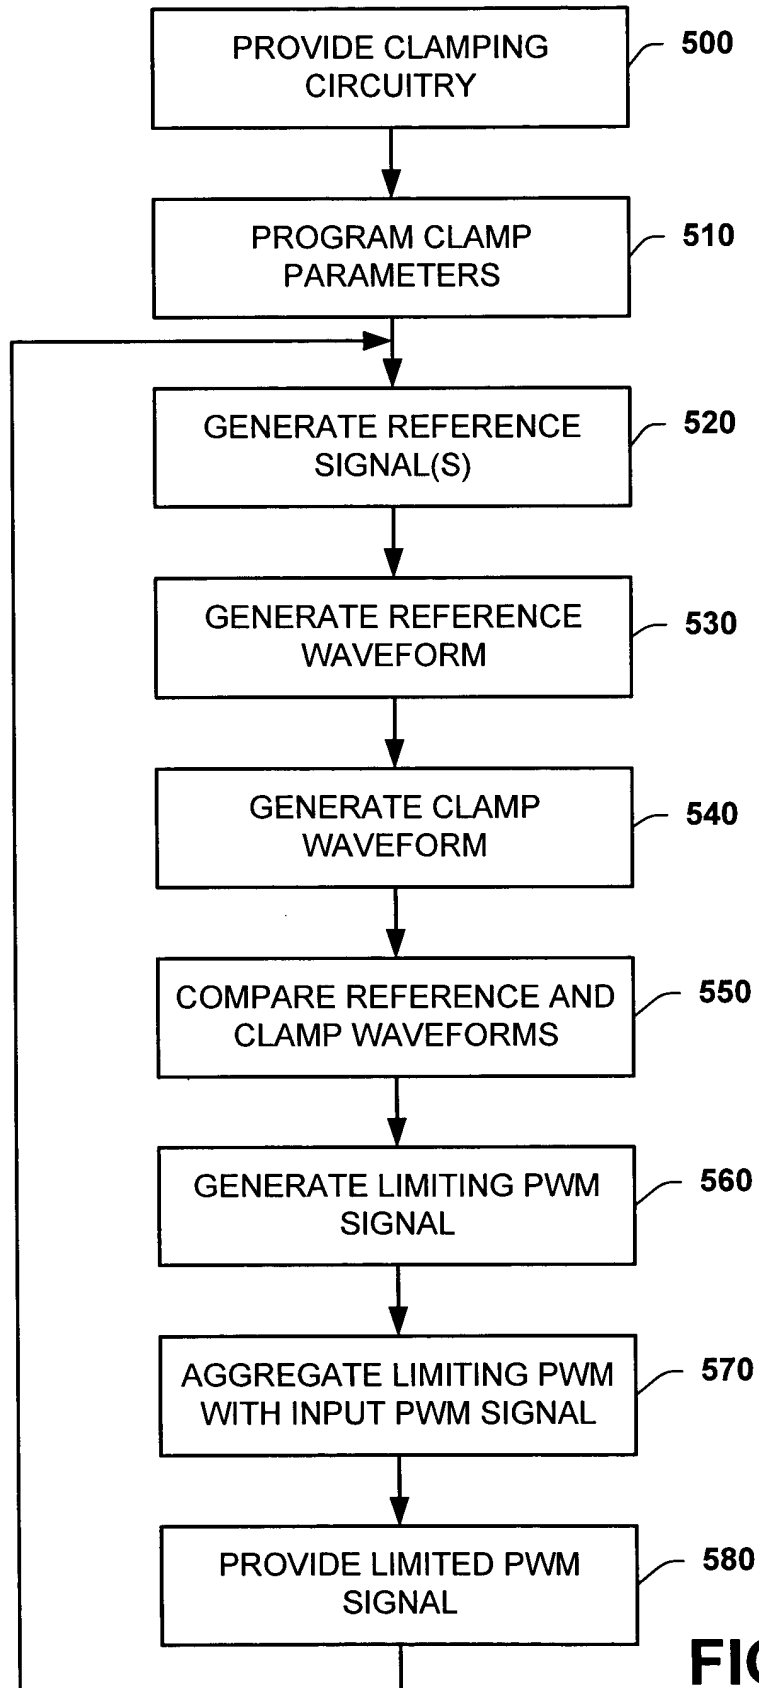 PROVIDE CLAMPING
CIRCUITRY
500
PROGRAM CLAMP
PARAMETERS
510
GENERATE REFERENCE
SIGNAL(S)
520
GENERATE REFERENCE
WAVEFORM
530
GENERATE CLAMP
WAVEFORM
540
COMPARE REFERENCE AND
CLAMP WAVEFORMS
550
GENERATE LIMITING PWM
SIGNAL
560
AGGREGATE LIMITING PWM
WITH INPUT PWM SIGNAL
570
PROVIDE LIMITED PWM
SIGNAL
580